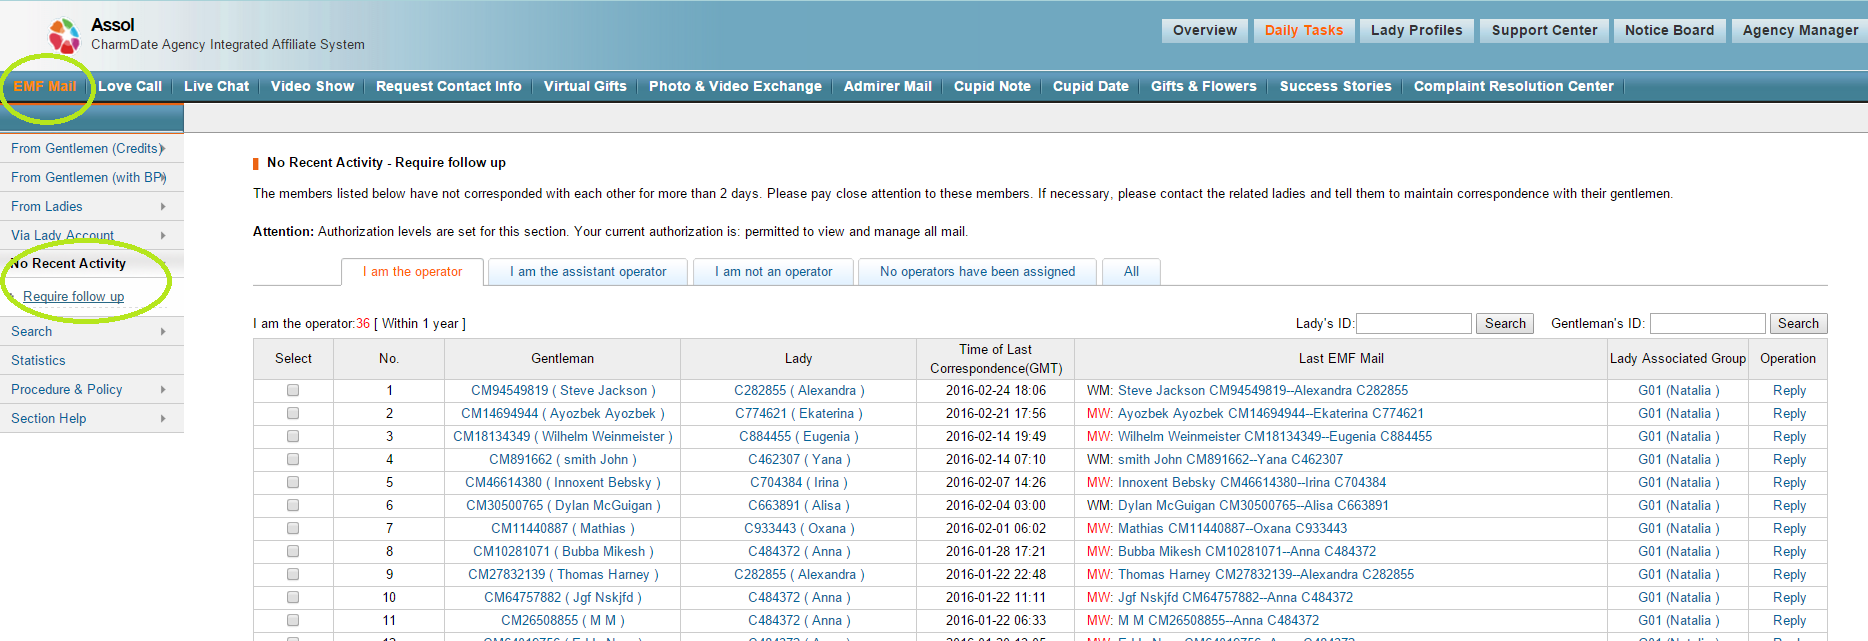 Assol
CharmDate Agency Integrated Affiliate System
Overview Daily Tasks Lady Profiles Support Center Notice Board Agency Manager
EMF Mail Love Call Live Chat Video Show Request Contact Info Virtual Gifts Photo & Video Exchange Admirer Mail Cupid Note Cupid Date Gifts & Flowers Success Stories Complaint Resolution Center
From Gentlemen (Credits)
From Gentlemen (with BP)
From Ladies
Via Lady Account
No Recent Activity
Require follow up
Search
Statistics
Procedure & Policy
Section Help
No Recent Activity - Require follow up
The members listed below have not corresponded with each other for more than 2 days. Please pay close attention to these members. If necessary, please contact the related ladies and tell them to maintain correspondence with their gentlemen.
Attention: Authorization levels are set for this section. Your current authorization is: permitted to view and manage all mail.
I am the operator I am the assistant operator I am not an operator No operators have been assigned All
I am the operator:36 [ Within 1 year ] Lady's ID: Search Gentleman's ID: Search
Select No. Gentleman Lady Time of Last Correspondence(GMT) Last EMF Mail Lady Associated Group Operation
1 CM94549819 ( Steve Jackson ) C282855 ( Alexandra ) 2016-02-24 18:06 WM: Steve Jackson CM94549819--Alexandra C282855 G01 (Natalia ) Reply
2 CM14694944 ( Ayozbek Ayozbek ) C774621 ( Ekaterina ) 2016-02-21 17:56 MW: Ayozbek Ayozbek CM14694944--Ekaterina C774621 G01 (Natalia ) Reply
3 CM18134349 ( Wilhelm Weinmeister ) C884455 ( Eugenia ) 2016-02-14 19:49 MW: Wilhelm Weinmeister CM18134349--Eugenia C884455 G01 (Natalia ) Reply
4 CM891662 ( smith John ) C462307 ( Yana ) 2016-02-14 07:10 WM: smith John CM891662--Yana C462307 G01 (Natalia ) Reply
5 CM46614380 ( Innoxent Bebsky ) C704384 ( Irina ) 2016-02-07 14:26 MW: Innoxent Bebsky CM46614380--Irina C704384 G01 (Natalia ) Reply
6 CM30500765 ( Dylan McGuigan ) C663891 ( Alisa ) 2016-02-04 03:00 WM: Dylan McGuigan CM30500765--Alisa C663891 G01 (Natalia ) Reply
7 CM11440887 ( Mathias ) C933443 ( Oxana ) 2016-02-01 06:02 MW: Mathias CM11440887--Oxana C933443 G01 (Natalia ) Reply
8 CM10281071 ( Bubba Mikesh ) C484372 ( Anna ) 2016-01-28 17:21 MW: Bubba Mikesh CM10281071--Anna C484372 G01 (Natalia ) Reply
9 CM27832139 ( Thomas Harney ) C282855 ( Alexandra ) 2016-01-22 22:48 MW: Thomas Harney CM27832139--Alexandra C282855 G01 (Natalia ) Reply
10 CM64757882 ( Jgf Nskjfd ) C484372 ( Anna ) 2016-01-22 11:11 MW: Jgf Nskjfd CM64757882--Anna C484372 G01 (Natalia ) Reply
11 CM26508855 ( M M ) C484372 ( Anna ) 2016-01-22 06:33 MW: M M CM26508855--Anna C484372 G01 (Natalia ) Reply